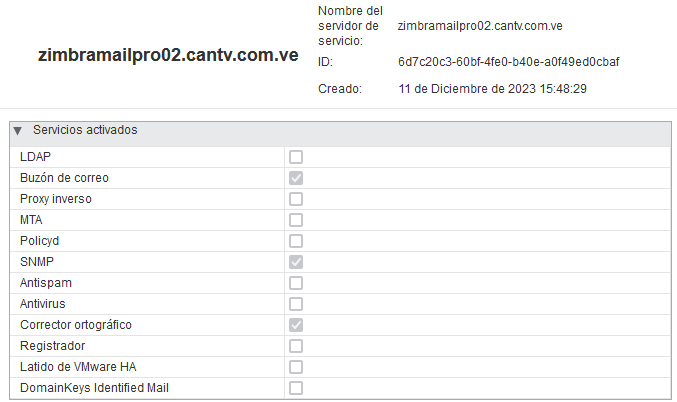 zimbramailpro02.cantv.com.ve
Nombre del
servidor de
servicio:
zimbramailpro02.cantv.com.ve
ID:
6d7c20c3-60bf-4fe0-b40e-a0f49ed0cbaf
Creado:
11 de Diciembre de 2023 15:48:29
Servicios activados
LDAP
Buzón de correo
Proxy inverso
MTA
Policyd
SNMP
Antispam
Antivirus
Corrector ortográfico
Registrador
Latido de VMware HA
DomainKeys Identified Mail